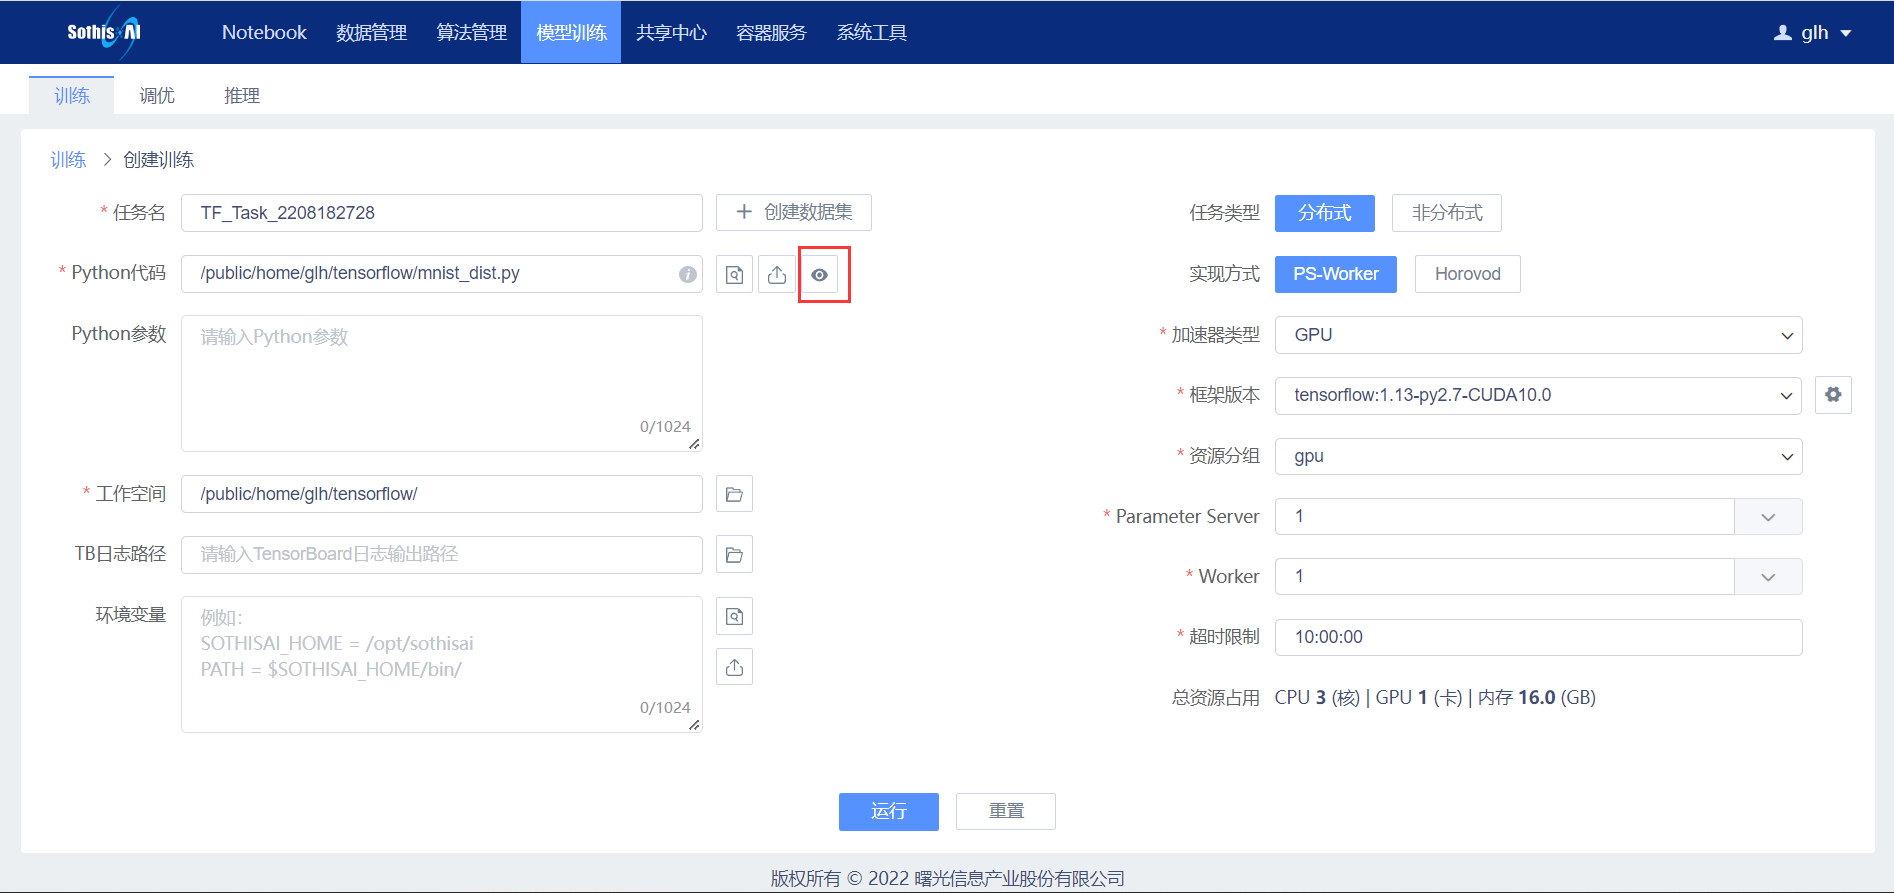 SothisAI
Notebook 数据管理 算法管理 模型训练 共享中心 容器服务 系统工具 glh
训练 调优 推理
训练 > 创建训练
* 任务名 TF_Task_2208182728 + 创建数据集
* Python代码 /public/home/glh/tensorflow/mnist_dist.py
Python参数 请输入Python参数
0/1024
* 工作空间 /public/home/glh/tensorflow/
TB日志路径 请输入TensorBoard日志输出路径
环境变量 例如:
SOTHISAI_HOME = /opt/sothisai
PATH = $SOTHISAI_HOME/bin/
0/1024
任务类型 分布式 非分布式
实现方式 PS-Worker Horovod
* 加速器类型 GPU
* 框架版本 tensorflow:1.13-py2.7-CUDA10.0
* 资源分组 gpu
* Parameter Server 1
* Worker 1
* 超时限制 10:00:00
总资源占用 CPU 3 (核) | GPU 1 (卡) | 内存 16.0 (GB)
运行 重置
版权所有 © 2022 曙光信息产业股份有限公司